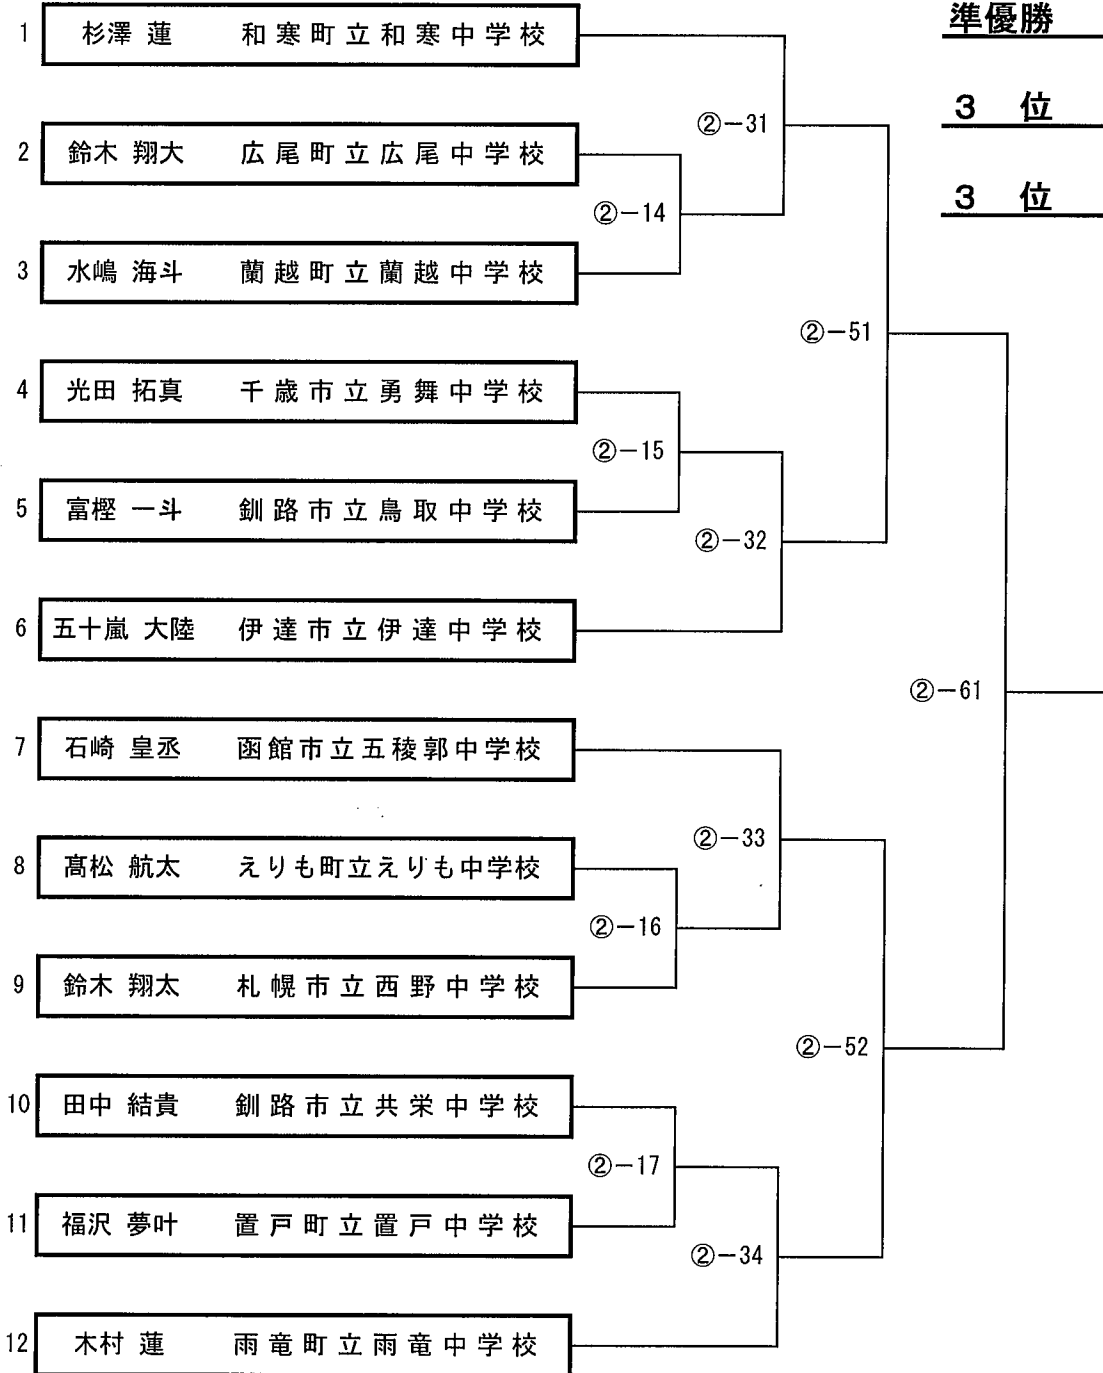 準優勝
3 位
3 位
1 杉澤 蓮 和寒町立和寒中学校
②－31
2 鈴木 翔大 広尾町立広尾中学校
②－14
3 水嶋 海斗 蘭越町立蘭越中学校
②－51
4 光田 拓真 千歳市立勇舞中学校
②－15
5 富樫 一斗 釧路市立鳥取中学校
②－32
6 五十嵐 大陸 伊達市立伊達中学校
②－61
7 石崎 皇丞 函館市立五稜郭中学校
②－33
8 髙松 航太 えりも町立えりも中学校
②－16
9 鈴木 翔太 札幌市立西野中学校
②－52
10 田中 結貴 釧路市立共栄中学校
②－17
11 福沢 夢叶 置戸町立置戸中学校
②－34
12 木村 蓮 雨竜町立雨竜中学校